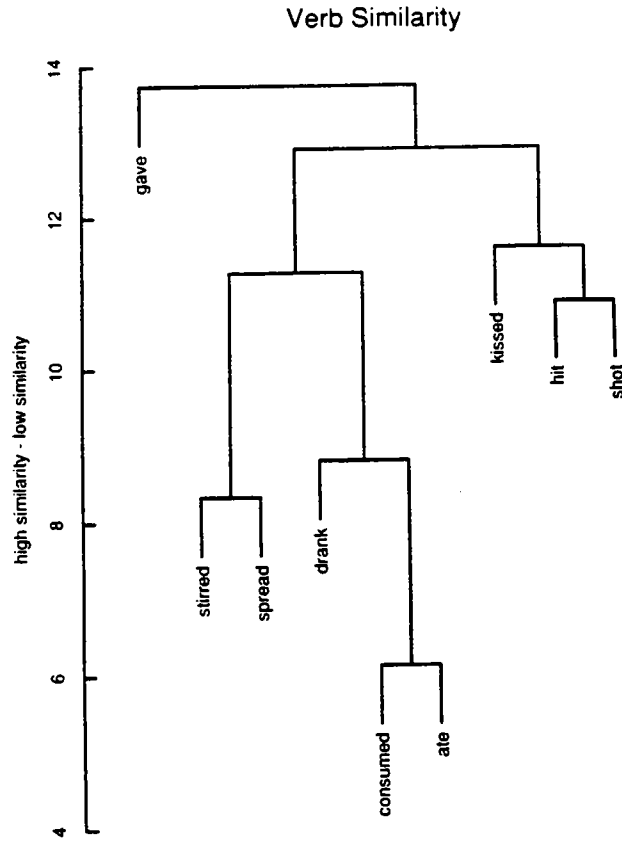 Verb Similarity
high similarity - low similarity
4
6
8
10
12
14
gave
stirred
spread
drank
consumed
ate
kissed
hit
shot